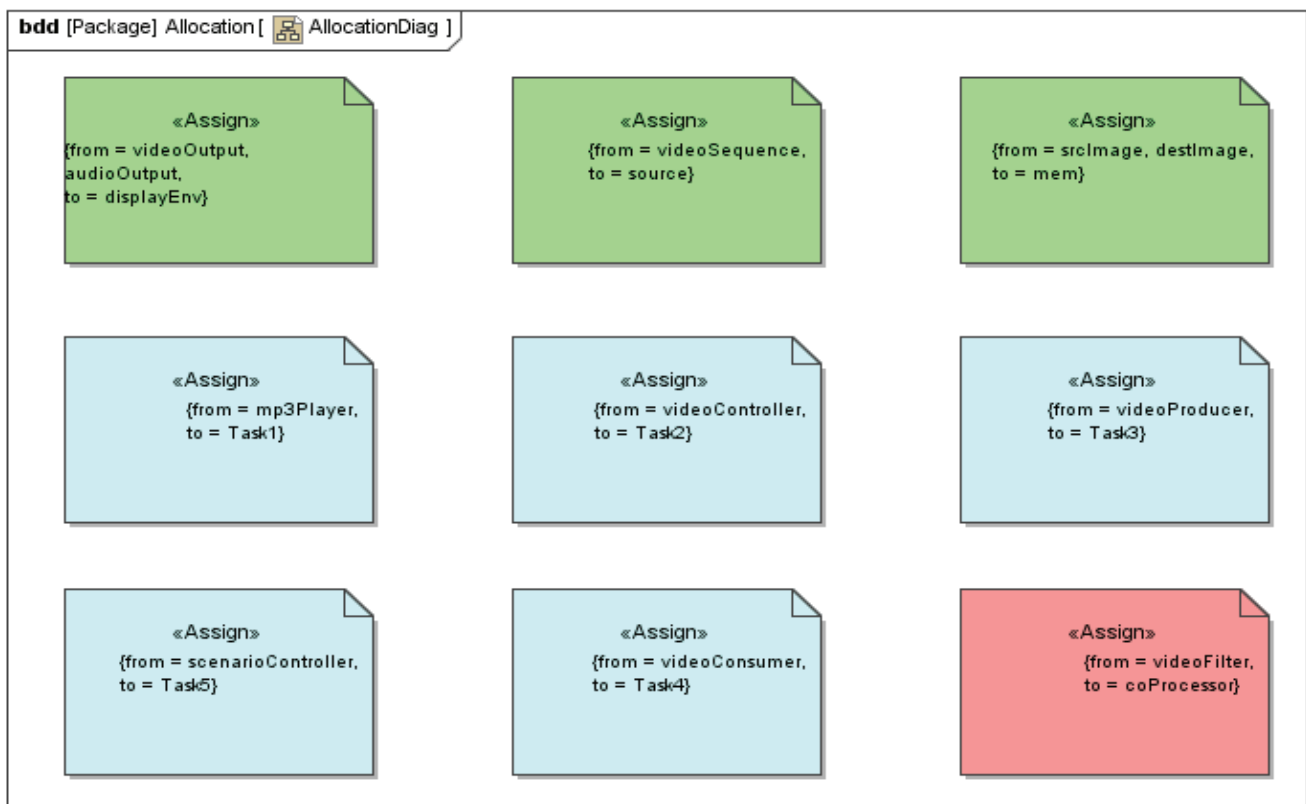 bdd [Package] Allocation [ AllocationDiag ]
«Assign»
{from = videoOutput,
audioOutput,
to = displayEnv}
«Assign»
{from = videoSequence,
to = source}
«Assign»
{from = srcImage, destImage,
to = mem}
«Assign»
{from = mp3Player,
to = Task1}
«Assign»
{from = videoController,
to = Task2}
«Assign»
{from = videoProducer,
to = Task3}
«Assign»
{from = scenarioController,
to = Task5}
«Assign»
{from = videoConsumer,
to = Task4}
«Assign»
{from = videoFilter,
to = coProcessor}